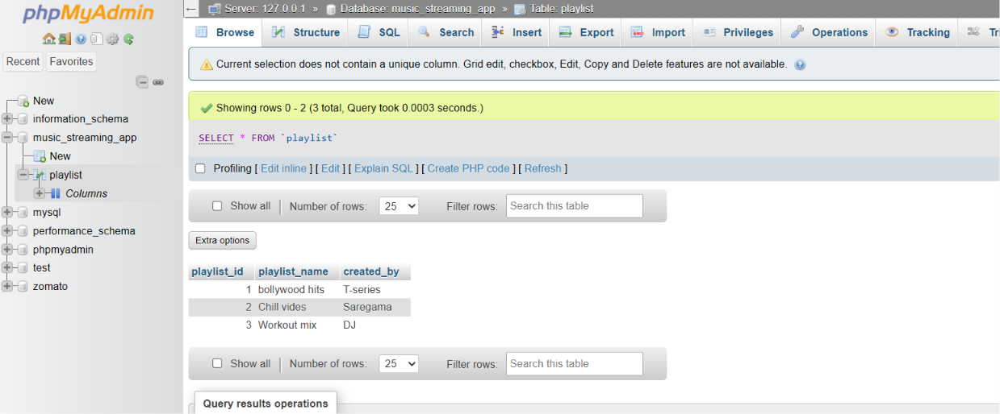 phpMyAdmin
Recent Favorites
New
information_schema
music_streaming_app
New
playlist
Columns
mysql
performance_schema
phpmyadmin
test
zomato
Server: 127.0.0.1 » Database: music_streaming_app » Table: playlist
Browse Structure SQL Search Insert Export Import Privileges Operations Tracking Tri
Current selection does not contain a unique column. Grid edit, checkbox, Edit, Copy and Delete features are not available.
Showing rows 0 - 2 (3 total, Query took 0.0003 seconds.)
SELECT * FROM `playlist`
Profiling [ Edit inline ] [ Edit ] [ Explain SQL ] [ Create PHP code ] [ Refresh ]
Show all | Number of rows: 25 Filter rows: Search this table
Extra options
playlist_id playlist_name created_by
1 bollywood hits T-series
2 Chill vides Saregama
3 Workout mix DJ
Show all | Number of rows: 25 Filter rows: Search this table
Query results operations